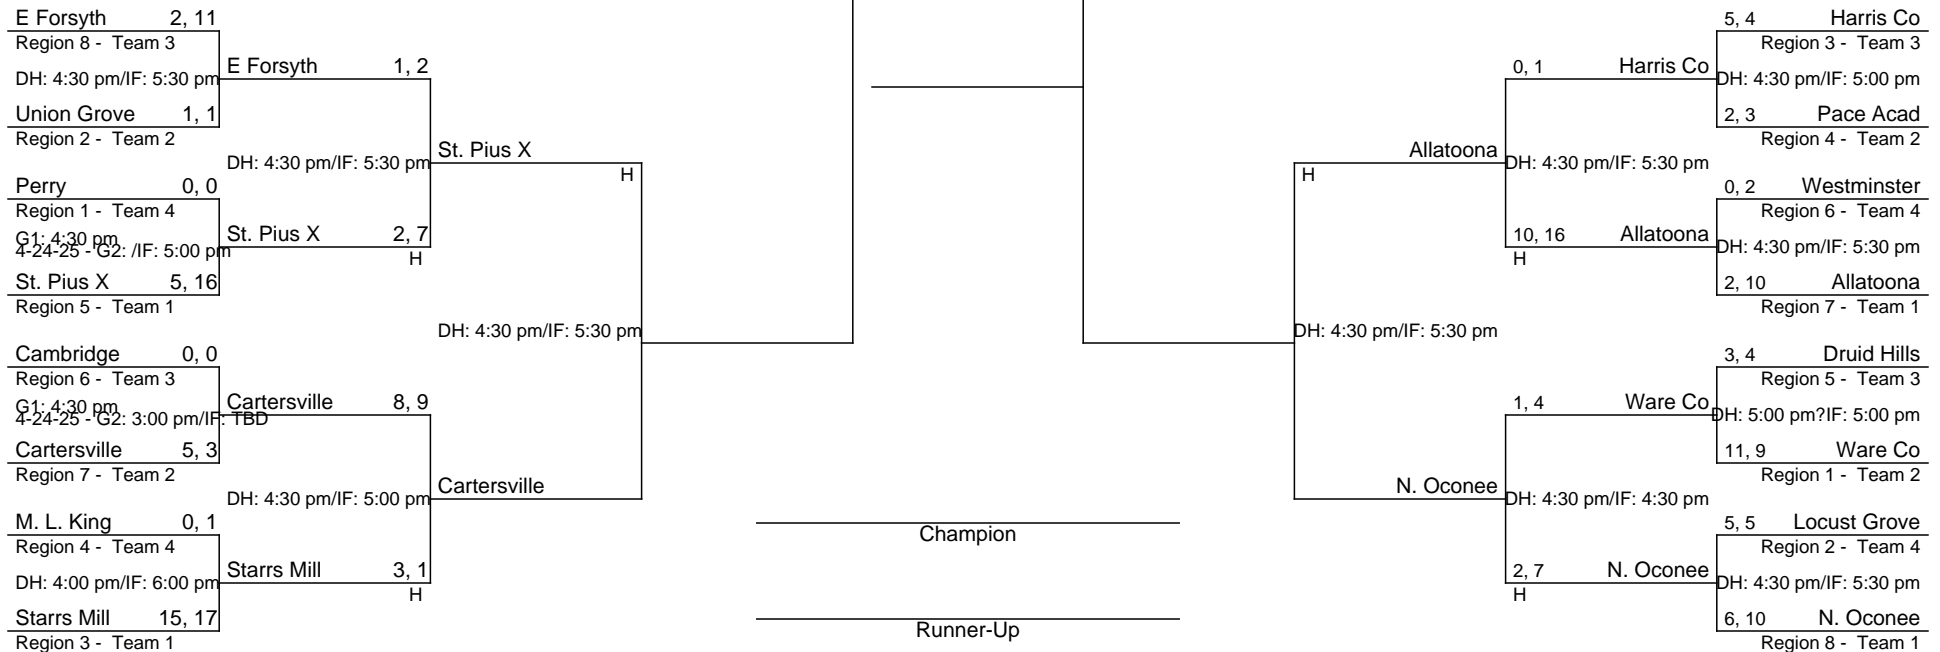 E Forsyth 2, 11
Region 8 - Team 3
DH: 4:30 pm/IF: 5:30 pm
Union Grove 1, 1
Region 2 - Team 2
Perry 0, 0
Region 1 - Team 4
G1: 4:30 pm
4-24-25 - G2: /IF: 5:00 pm
St. Pius X 5, 16
Region 5 - Team 1
Cambridge 0, 0
Region 6 - Team 3
G1: 4:30 pm
4-24-25 - G2: 3:00 pm/IF: TBD
Cartersville 5, 3
Region 7 - Team 2
M. L. King 0, 1
Region 4 - Team 4
DH: 4:00 pm/IF: 6:00 pm
Starrs Mill 15, 17
Region 3 - Team 1
E Forsyth 1, 2
DH: 4:30 pm/IF: 5:30 pm
St. Pius X 2, 7
H
Cartersville 8, 9
DH: 4:30 pm/IF: 5:00 pm
Starrs Mill 3, 1
H
St. Pius X
H
DH: 4:30 pm/IF: 5:30 pm
Cartersville
Champion
Runner-Up
Allatoona
H
DH: 4:30 pm/IF: 5:30 pm
N. Oconee
0, 1 Harris Co
DH: 4:30 pm/IF: 5:30 pm
10, 16 Allatoona
H
1, 4 Ware Co
DH: 4:30 pm/IF: 4:30 pm
2, 7 N. Oconee
H
5, 4 Harris Co
Region 3 - Team 3
DH: 4:30 pm/IF: 5:00 pm
2, 3 Pace Acad
Region 4 - Team 2
0, 2 Westminster
Region 6 - Team 4
DH: 4:30 pm/IF: 5:30 pm
2, 10 Allatoona
Region 7 - Team 1
3, 4 Druid Hills
Region 5 - Team 3
DH: 5:00 pm?IF: 5:00 pm
11, 9 Ware Co
Region 1 - Team 2
5, 5 Locust Grove
Region 2 - Team 4
DH: 4:30 pm/IF: 5:30 pm
6, 10 N. Oconee
Region 8 - Team 1